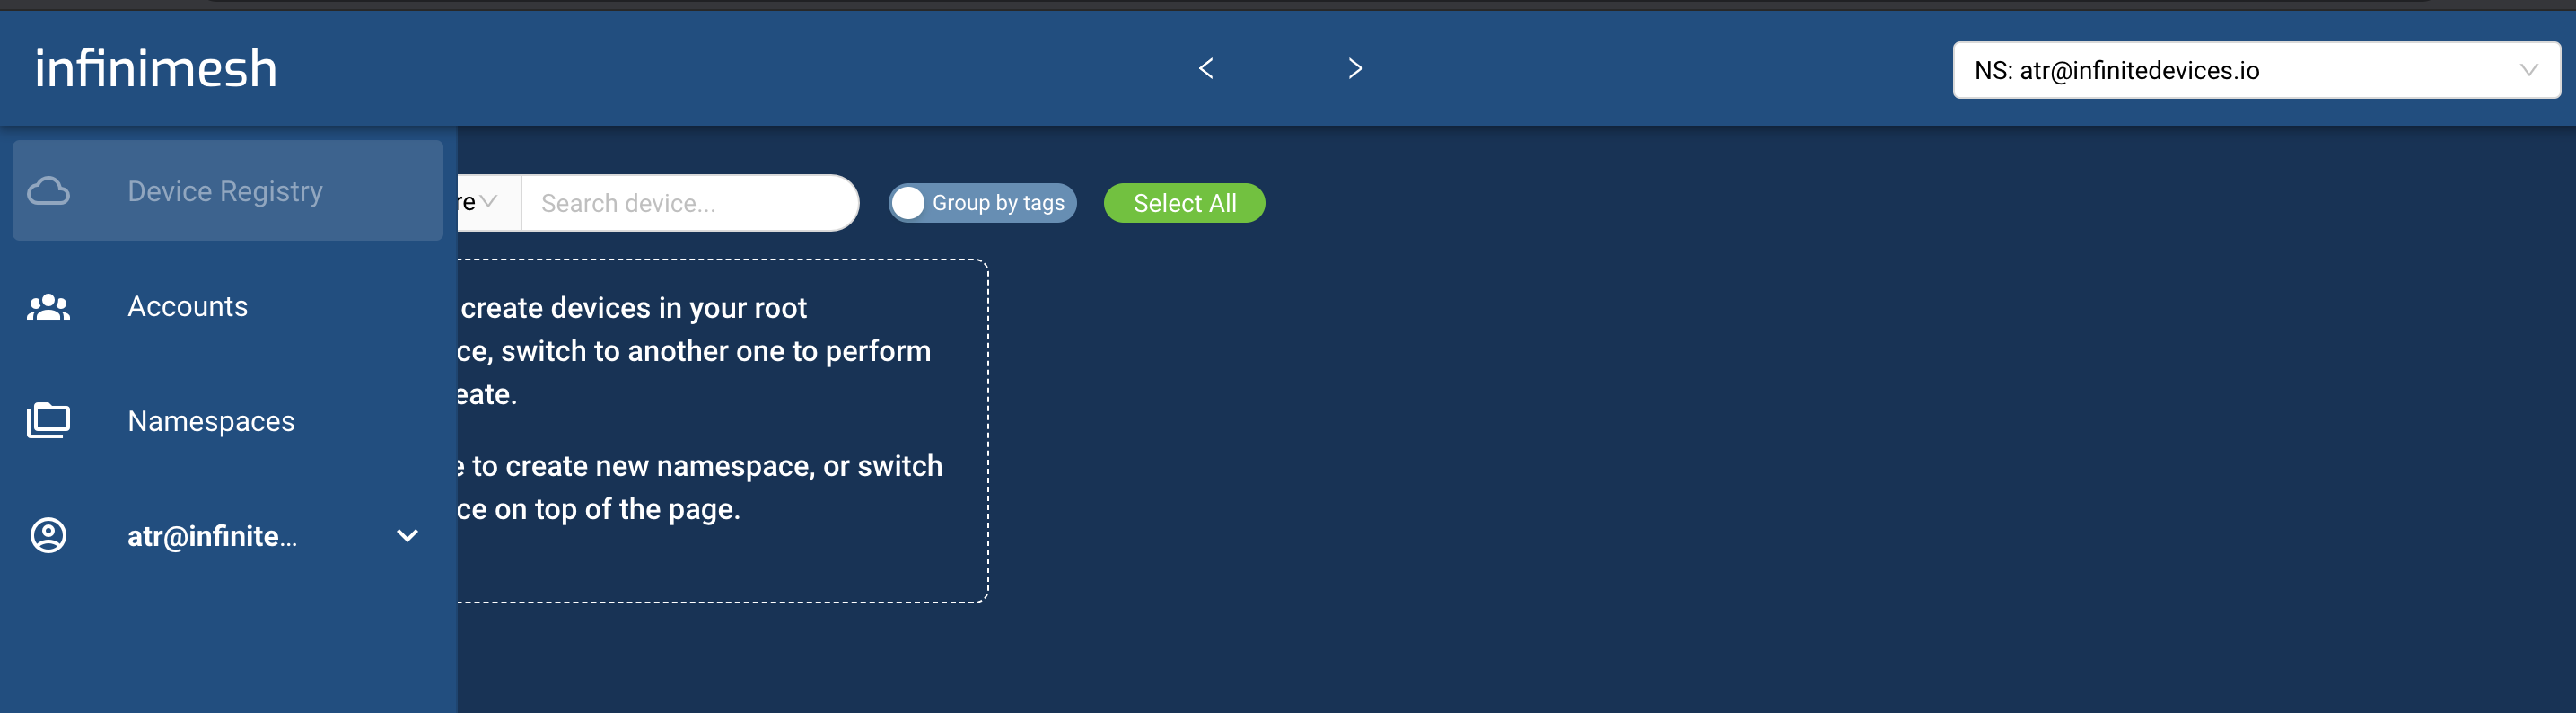 infinimesh
< >
NS: atr@infinitedevices.io
Device Registry
re
Search device...
Group by tags
Select All
Accounts
create devices in your root
ce, switch to another one to perform
eate.
Namespaces
e to create new namespace, or switch
ce on top of the page.
atr@infinite...